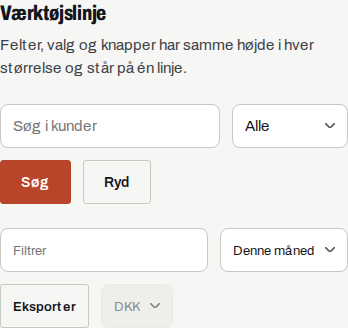 Værktøjslinje
Felter, valg og knapper har samme højde i hver
størrelse og står på én linje.
Søg i kunder
Alle
Søg
Ryd
Filtrer
Denne måned
Eksporter
DKK